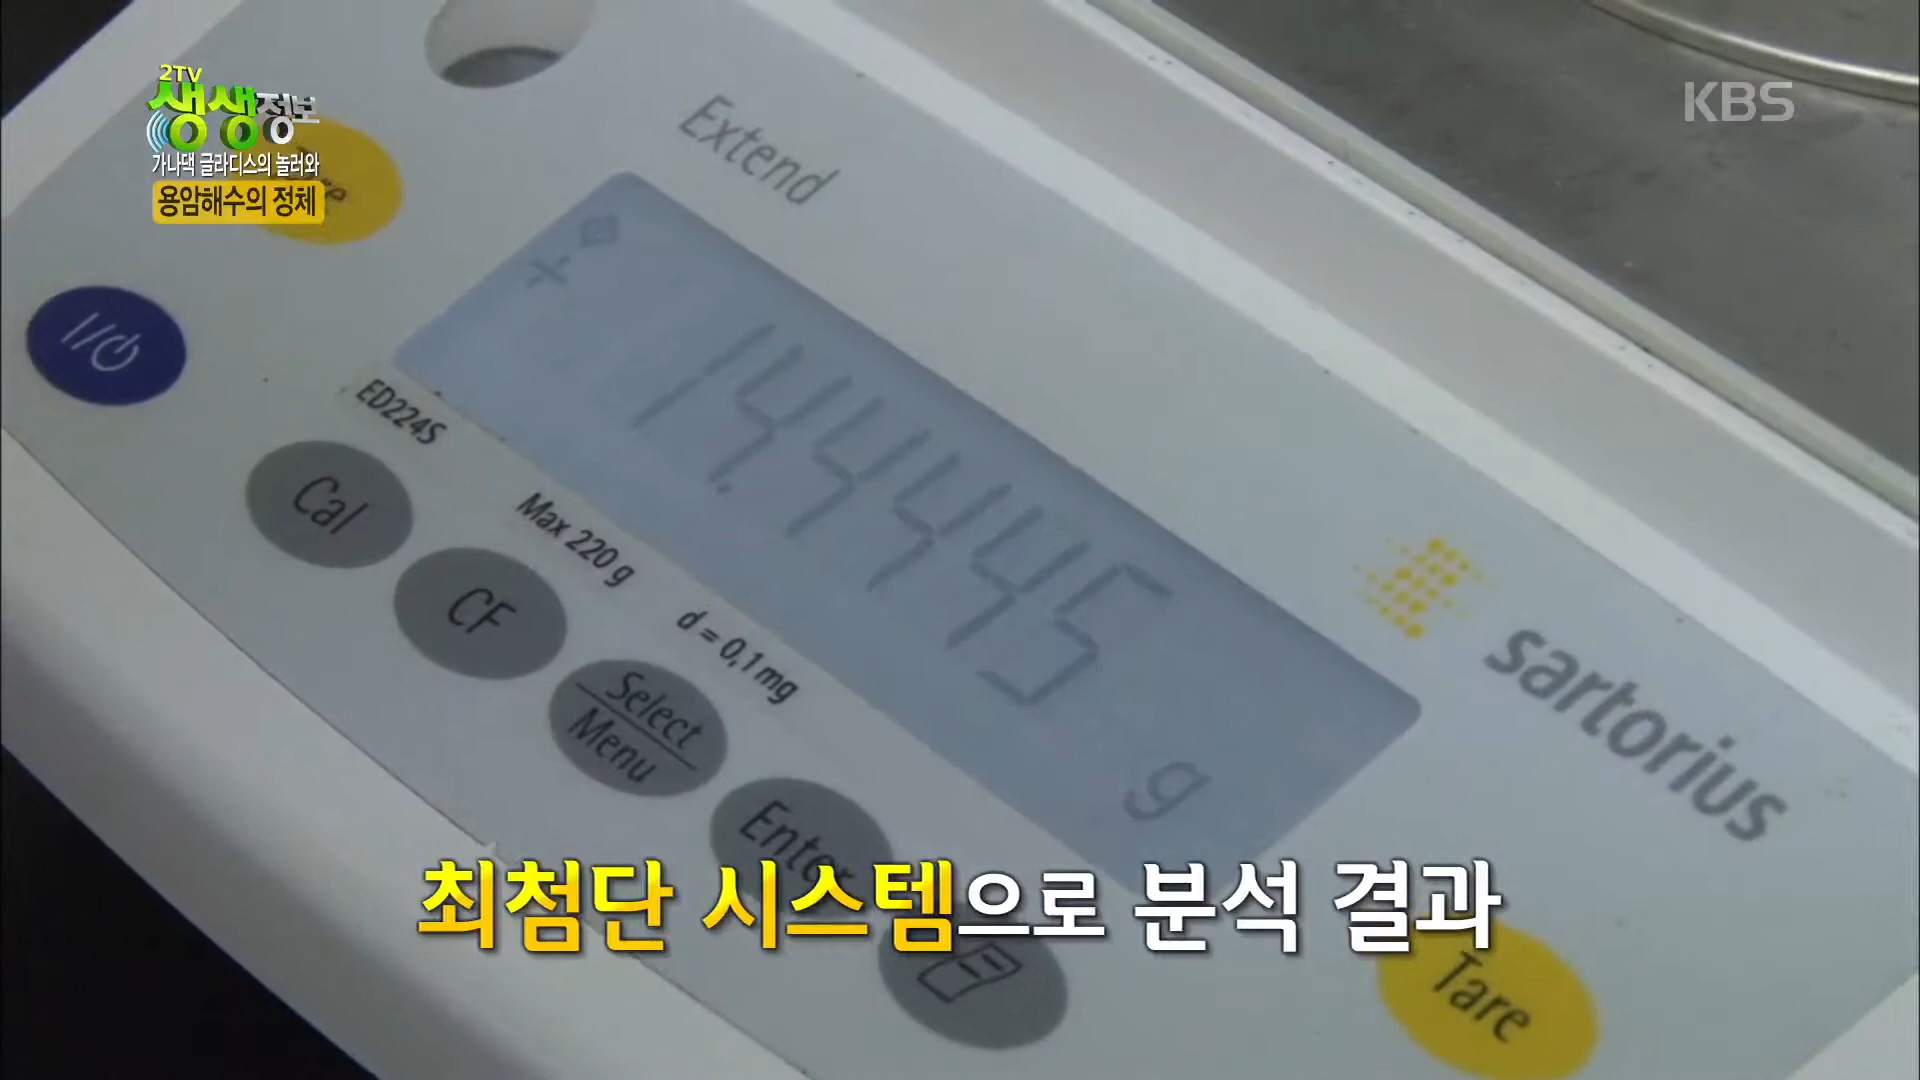 2TV
생생정보
가나댁 글라디스의 놀러와
용암해수의 정체
KBS
Extend
I/
+ 14.4445 g
ED224S
Max 220 g d = 0,1 mg
Cal
CF
Select
Menu
Enter
sartorius
Tare
최첨단 시스템으로 분석 결과